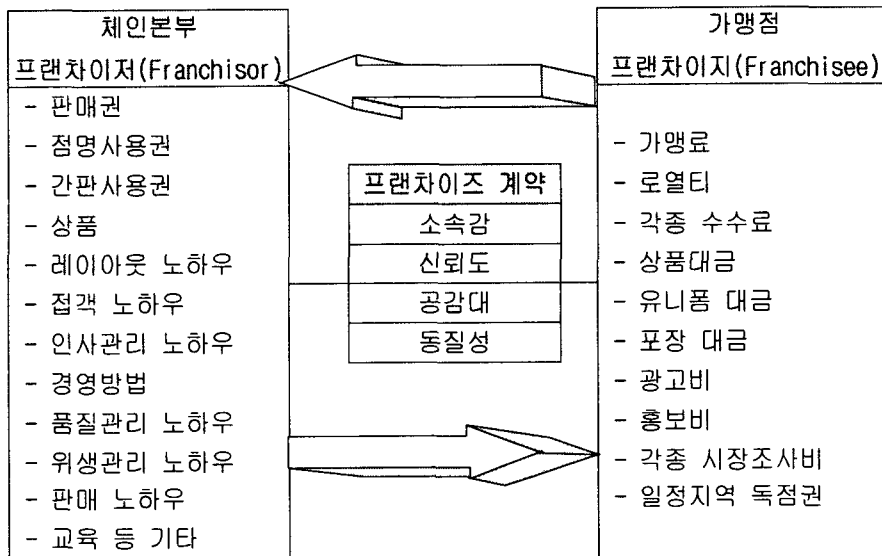 체인본부
프랜차이저(Franchisor)
- 판매권
- 점명사용권
- 간판사용권
- 상품
- 레이아웃 노하우
- 접객 노하우
- 인사관리 노하우
- 경영방법
- 품질관리 노하우
- 위생관리 노하우
- 판매 노하우
- 교육 등 기타
프랜차이즈 계약
소속감
신뢰도
공감대
동질성
가맹점
프랜차이지(Franchisee)
- 가맹료
- 로열티
- 각종 수수료
- 상품대금
- 유니폼 대금
- 포장 대금
- 광고비
- 홍보비
- 각종 시장조사비
- 일정지역 독점권